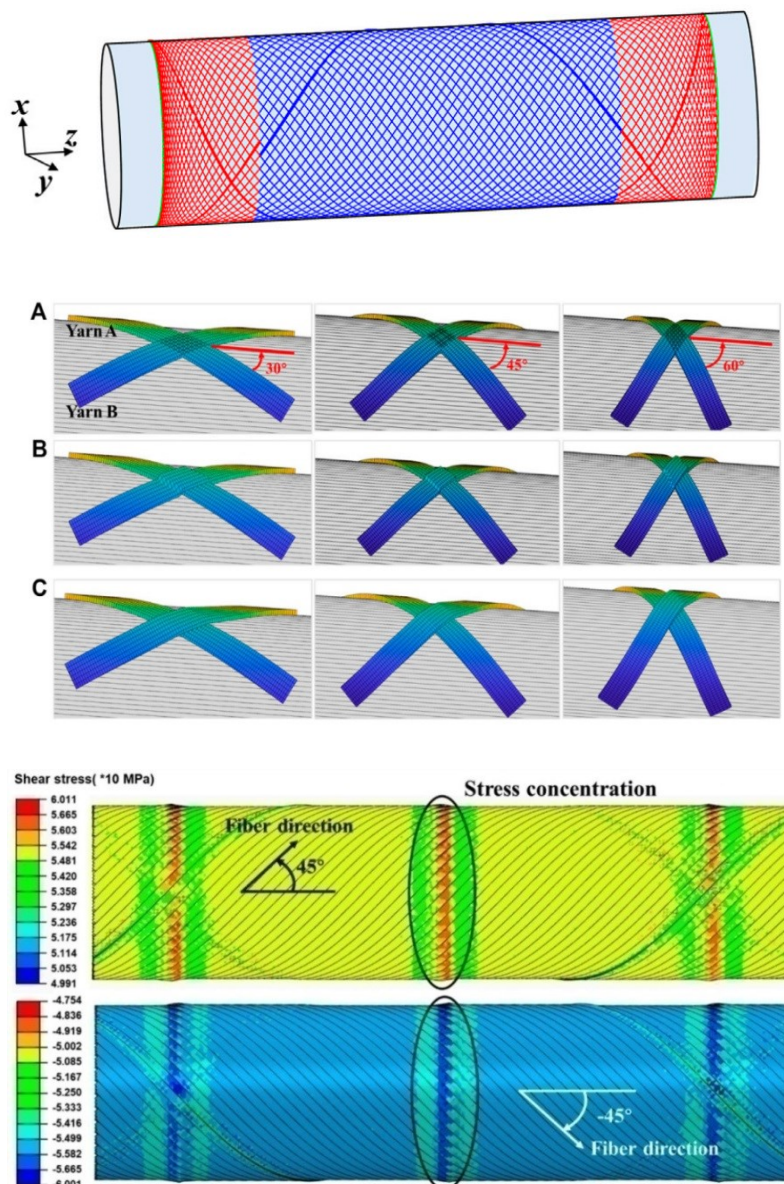 x
z
y
A
Yarn A
Yarn B
30°
45°
60°
B
C
Shear stress( *10 MPa)
6.011
5.665
5.603
5.542
5.481
5.420
5.358
5.297
5.236
5.175
5.114
5.053
4.991
Stress concentration
Fiber direction
45°
-4.754
-4.836
-4.919
-5.002
-5.085
-5.167
-5.250
-5.333
-5.416
-5.499
-5.582
-5.665
-45°
Fiber direction